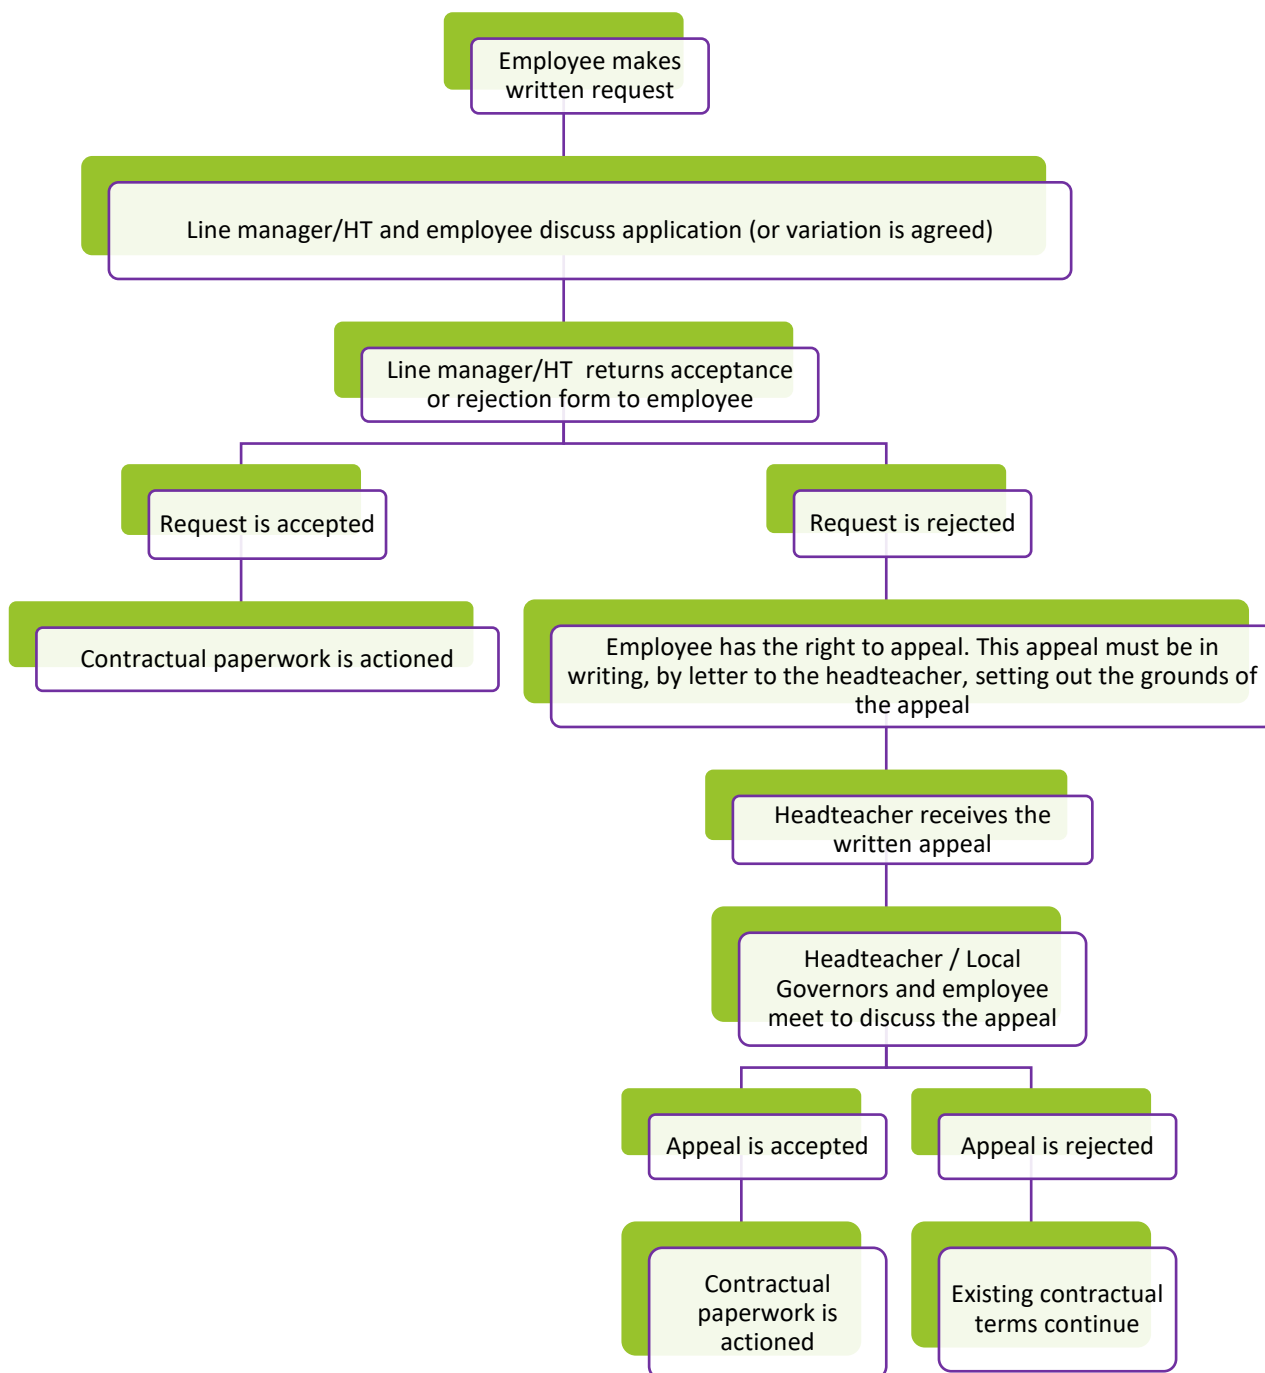 Employee makes
written request
Line manager/HT and employee discuss application (or variation is agreed)
Line manager/HT  returns acceptance
or rejection form to employee
Request is accepted
Request is rejected
Contractual paperwork is actioned
Employee has the right to appeal. This appeal must be in
writing, by letter to the headteacher, setting out the grounds of
the appeal
Headteacher receives the
written appeal
Headteacher / Local
Governors and employee
meet to discuss the appeal
Appeal is accepted
Appeal is rejected
Contractual
paperwork is
actioned
Existing contractual
terms continue